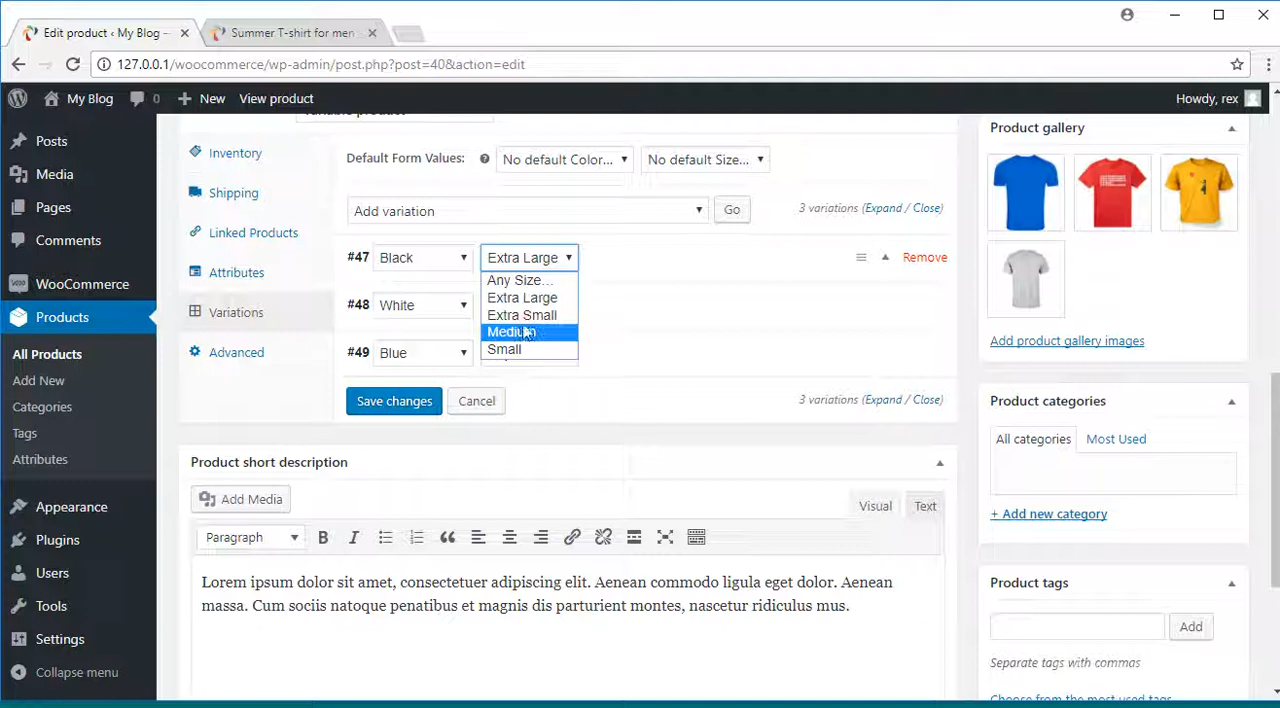 Edit product ‹ My Blog –
Summer T-shirt for men
127.0.0.1/woocommerce/wp-admin/post.php?post=40&action=edit
My Blog 0 New View product
Howdy, rex
Posts
Media
Pages
Comments
WooCommerce
Products
All Products
Add New
Categories
Tags
Attributes
Appearance
Plugins
Users
Tools
Settings
Collapse menu
Inventory
Shipping
Linked Products
Attributes
Variations
Advanced
Default Form Values: No default Color... No default Size...
Add variation Go 3 variations (Expand / Close)
#47 Black Extra Large Remove
Any Size...
Extra Large
Extra Small
Medium
Small
#48 White
#49 Blue
Save changes Cancel 3 variations (Expand / Close)
Product short description
Add Media
Visual Text
Paragraph
Lorem ipsum dolor sit amet, consectetuer adipiscing elit. Aenean commodo ligula eget dolor. Aenean
massa. Cum sociis natoque penatibus et magnis dis parturient montes, nascetur ridiculus mus.
Product gallery
Add product gallery images
Product categories
All categories Most Used
+ Add new category
Product tags
Add
Separate tags with commas
Choose from the most used tags